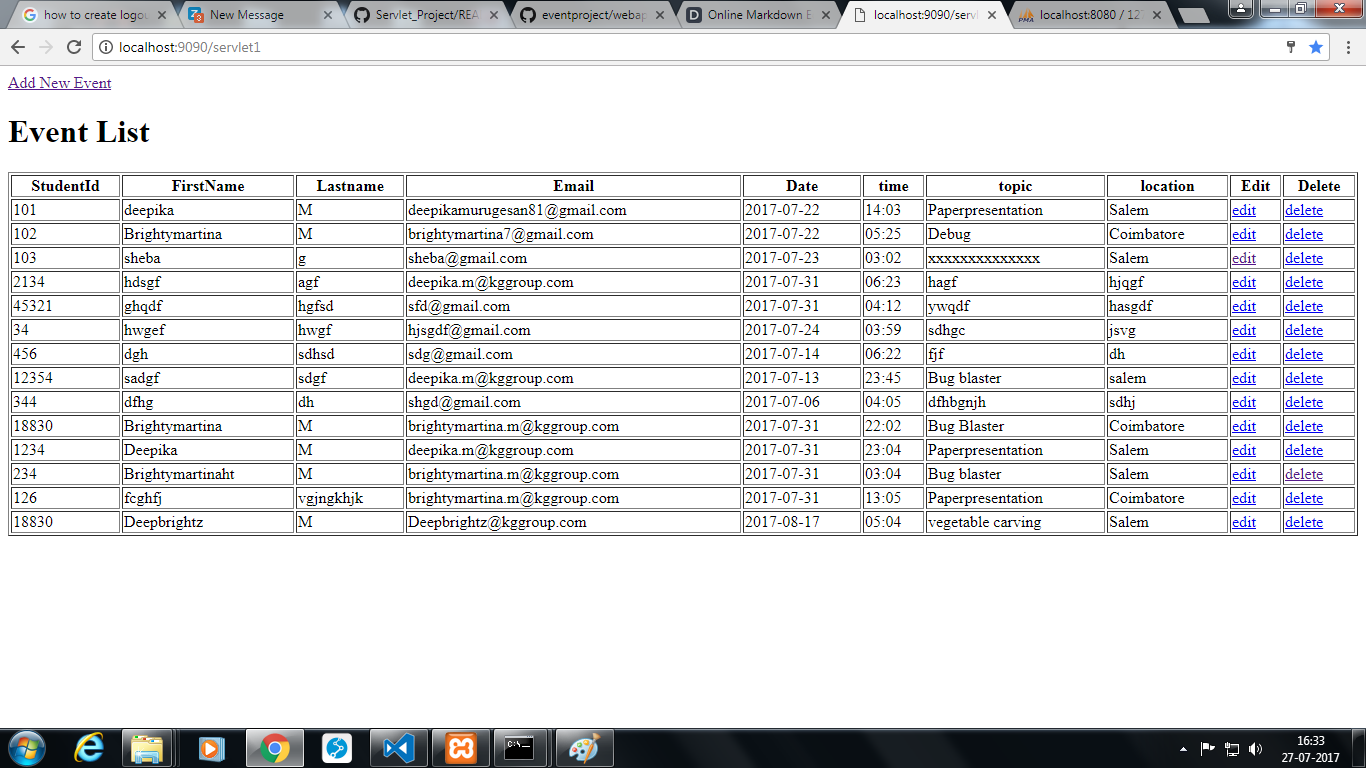 how to create logou
New Message
Servlet_Project/REA
eventproject/webap
Online Markdown E
localhost:9090/serv
localhost:8080 / 127
localhost:9090/servlet1
Add New Event
Event List
StudentId FirstName Lastname Email Date time topic location Edit Delete
101 deepika M deepikamurugesan81@gmail.com 2017-07-22 14:03 Paperpresentation Salem edit delete
102 Brightymartina M brightymartina7@gmail.com 2017-07-22 05:25 Debug Coimbatore edit delete
103 sheba g sheba@gmail.com 2017-07-23 03:02 xxxxxxxxxxxxxx Salem edit delete
2134 hdsgf agf deepika.m@kggroup.com 2017-07-31 06:23 hagf hjqgf edit delete
45321 ghqdf hgfsd sfd@gmail.com 2017-07-31 04:12 ywqdf hasgdf edit delete
34 hwgef hwgf hjsgdf@gmail.com 2017-07-24 03:59 sdhgc jsvg edit delete
456 dgh sdhsd sdg@gmail.com 2017-07-14 06:22 fjf dh edit delete
12354 sadgf sdgf deepika.m@kggroup.com 2017-07-13 23:45 Bug blaster salem edit delete
344 dfhg dh shgd@gmail.com 2017-07-06 04:05 dfhbgnjh sdhj edit delete
18830 Brightymartina M brightymartina.m@kggroup.com 2017-07-31 22:02 Bug Blaster Coimbatore edit delete
1234 Deepika M deepika.m@kggroup.com 2017-07-31 23:04 Paperpresentation Salem edit delete
234 Brightymartinaht M brightymartina.m@kggroup.com 2017-07-31 03:04 Bug blaster Salem edit delete
126 fcghfj vgjngkhjk brightymartina.m@kggroup.com 2017-07-31 13:05 Paperpresentation Coimbatore edit delete
18830 Deepbrightz M Deepbrightz@kggroup.com 2017-08-17 05:04 vegetable carving Salem edit delete
16:33
27-07-2017